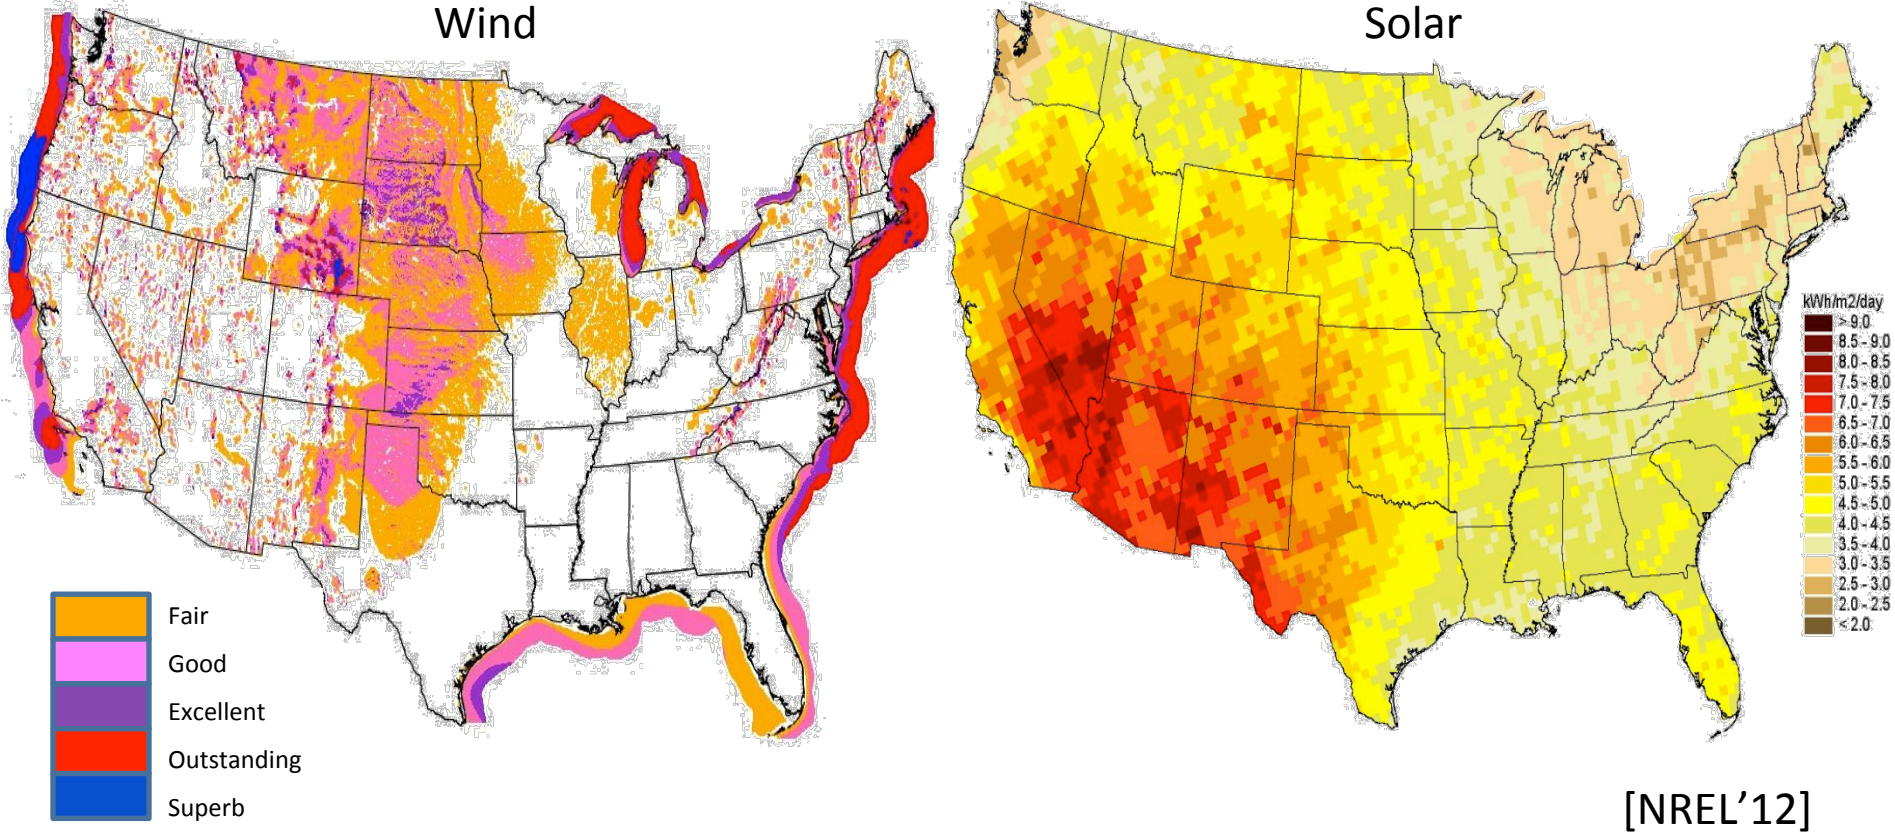 Wind
Solar
Fair
Good
Excellent
Outstanding
Superb
kWh/m2/day
> 9.0
8.5 - 9.0
8.0 - 8.5
7.5 - 8.0
7.0 - 7.5
6.5 - 7.0
6.0 - 6.5
5.5 - 6.0
5.0 - 5.5
4.5 - 5.0
4.0 - 4.5
3.5 - 4.0
3.0 - 3.5
2.5 - 3.0
2.0 - 2.5
< 2.0
[NREL’12]